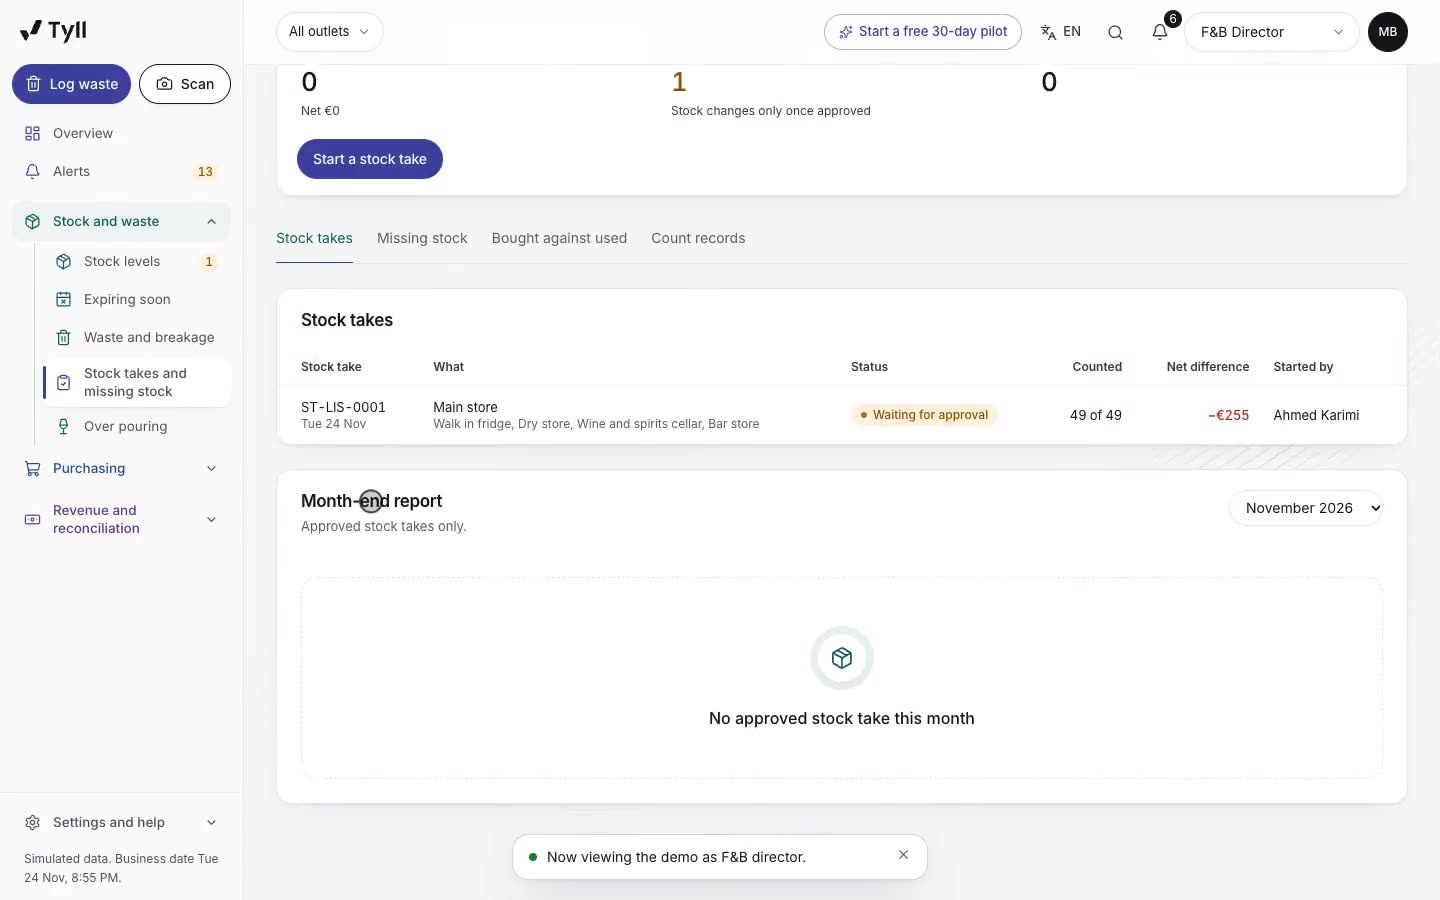 Tyll
All outlets
Start a free 30-day pilot
EN
6
F&B Director
MB
Log waste
Scan
Overview
Alerts
13
Stock and waste
Stock levels
1
Expiring soon
Waste and breakage
Stock takes and
missing stock
Over pouring
Purchasing
Revenue and
reconciliation
Settings and help
Simulated data. Business date Tue
24 Nov, 8:55 PM.
0
1
0
Net €0
Stock changes only once approved
Start a stock take
Stock takes
Missing stock
Bought against used
Count records
Stock takes
Stock take
What
Status
Counted
Net difference
Started by
ST-LIS-0001
Main store
Waiting for approval
49 of 49
−€255
Ahmed Karimi
Tue 24 Nov
Walk in fridge, Dry store, Wine and spirits cellar, Bar store
Month-end report
November 2026
Approved stock takes only.
No approved stock take this month
Now viewing the demo as F&B director.